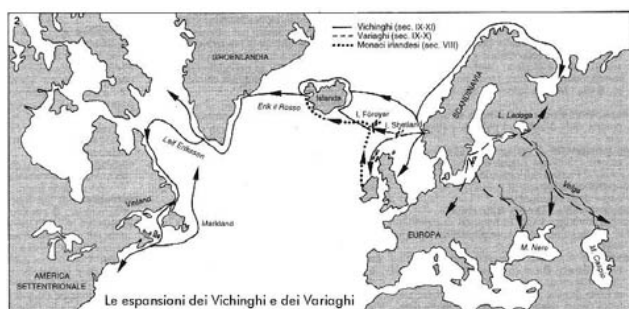 2
Vichinghi (sec. IX-XI)
Variaghi (sec. IX-X)
Monaci irlandesi (sec. VIII)
GROENLANDIA
Islanda
Erik il Rosso
I. Föroyar
I. Shetland
SCANDINAVIA
L. Ladoga
Leif Eriksson
Vinland
Markland
Volga
EUROPA
M. Nero
M. Caspio
AMERICA
SETTENTRIONALE
Le espansioni dei Vichinghi e dei Variaghi